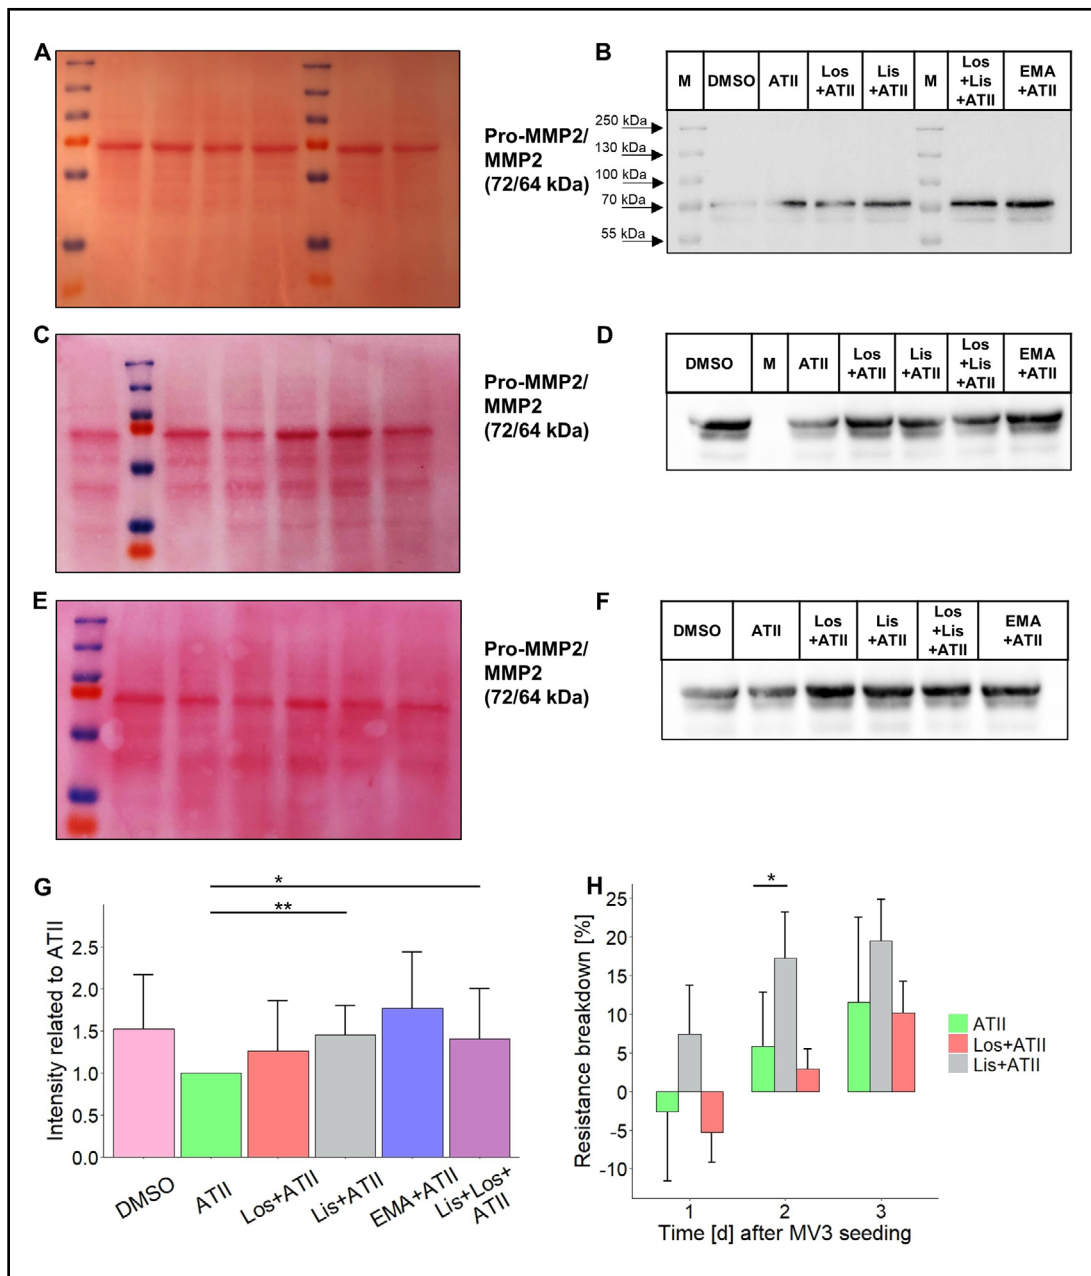 A
B
M
DMSO
ATII
Los
+ATII
Lis
+ATII
M
Los
+Lis
+ATII
EMA
+ATII
Pro-MMP2/
MMP2
(72/64 kDa)
250 kDa
130 kDa
100 kDa
70 kDa
55 kDa
C
D
DMSO
M
ATII
Los
+ATII
Lis
+ATII
Los
+Lis
+ATII
EMA
+ATII
Pro-MMP2/
MMP2
(72/64 kDa)
E
F
DMSO
ATII
Los
+ATII
Lis
+ATII
Los
+Lis
+ATII
EMA
+ATII
Pro-MMP2/
MMP2
(72/64 kDa)
G
*
**
Intensity related to ATII
2.5
2.0
1.5
1.0
0.5
0.0
DMSO
ATII
Los+ATII
Lis+ATII
EMA+ATII
Lis+Los+
ATII
H
*
Resistance breakdown [%]
25
20
15
10
5
0
-5
-10
1
2
3
Time [d] after MV3 seeding
ATII
Los+ATII
Lis+ATII